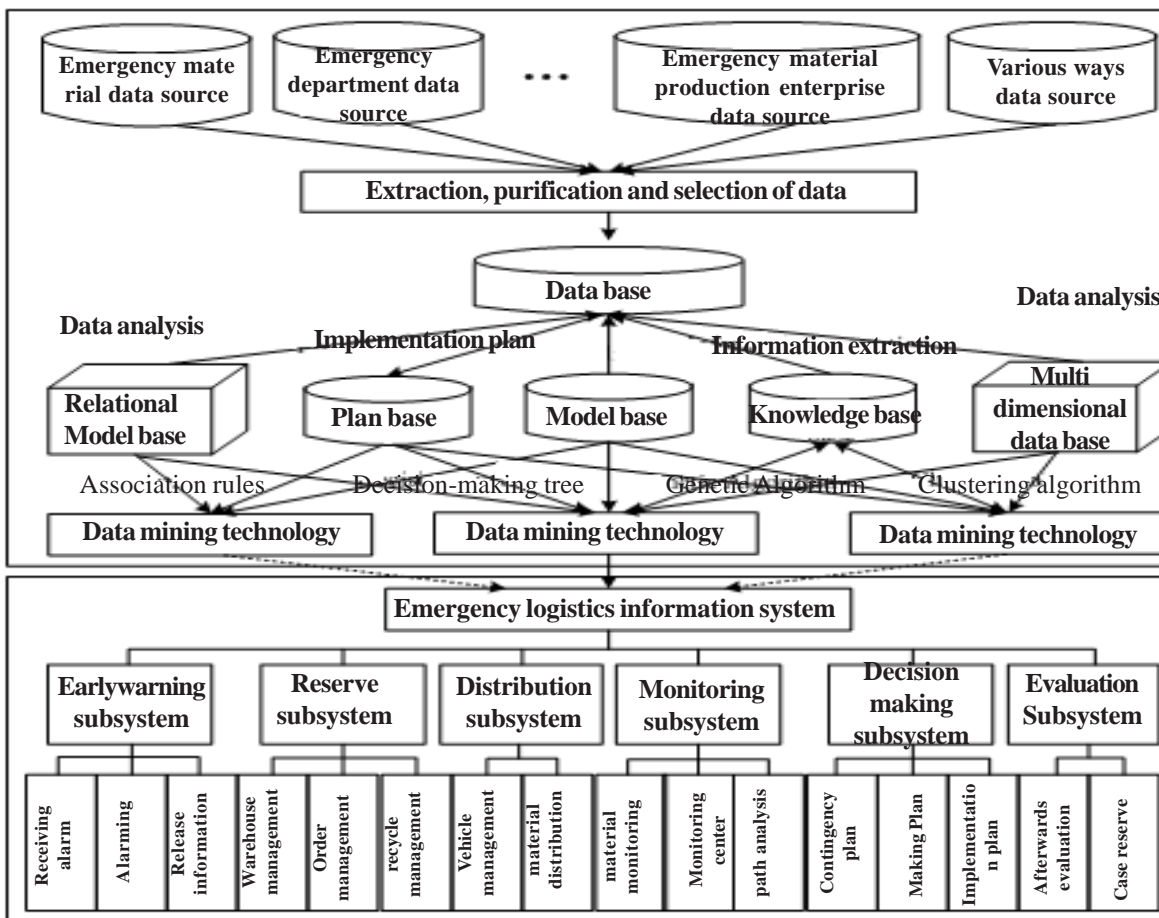 Emergency mate
rial data source
Emergency
department data
source
Emergency material
production enterprise
data source
Various ways
data source
Extraction, purification and selection of data
Data base
Data analysis
Data analysis
Implementation plan
Information extraction
Relational
Model base
Plan base
Model base
Knowledge base
Multi
dimensional
data base
Association rules
Decision-making tree
Genetic Algorithm
Clustering algorithm
Data mining technology
Data mining technology
Data mining technology
Emergency logistics information system
Earlywarning
subsystem
Reserve
subsystem
Distribution
subsystem
Monitoring
subsystem
Decision
making
subsystem
Evaluation
Subsystem
Receiving
alarm
Alarming
Release
information
Warehouse
management
Order
management
recycle
management
Vehicle
management
material
distribution
material
monitoring
Monitoring
center
path analysis
Contingency
plan
Making Plan
Implementatio
n plan
Afterwards
evaluation
Case reserve